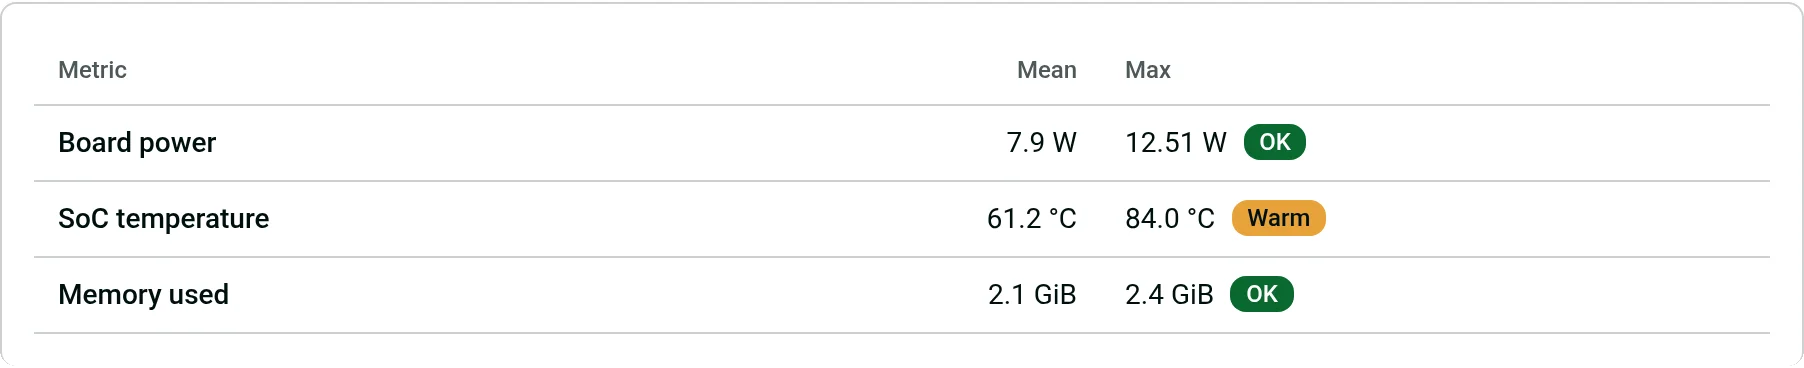 Metric Mean Max
Board power 7.9 W 12.51 W OK
SoC temperature 61.2 °C 84.0 °C Warm
Memory used 2.1 GiB 2.4 GiB OK